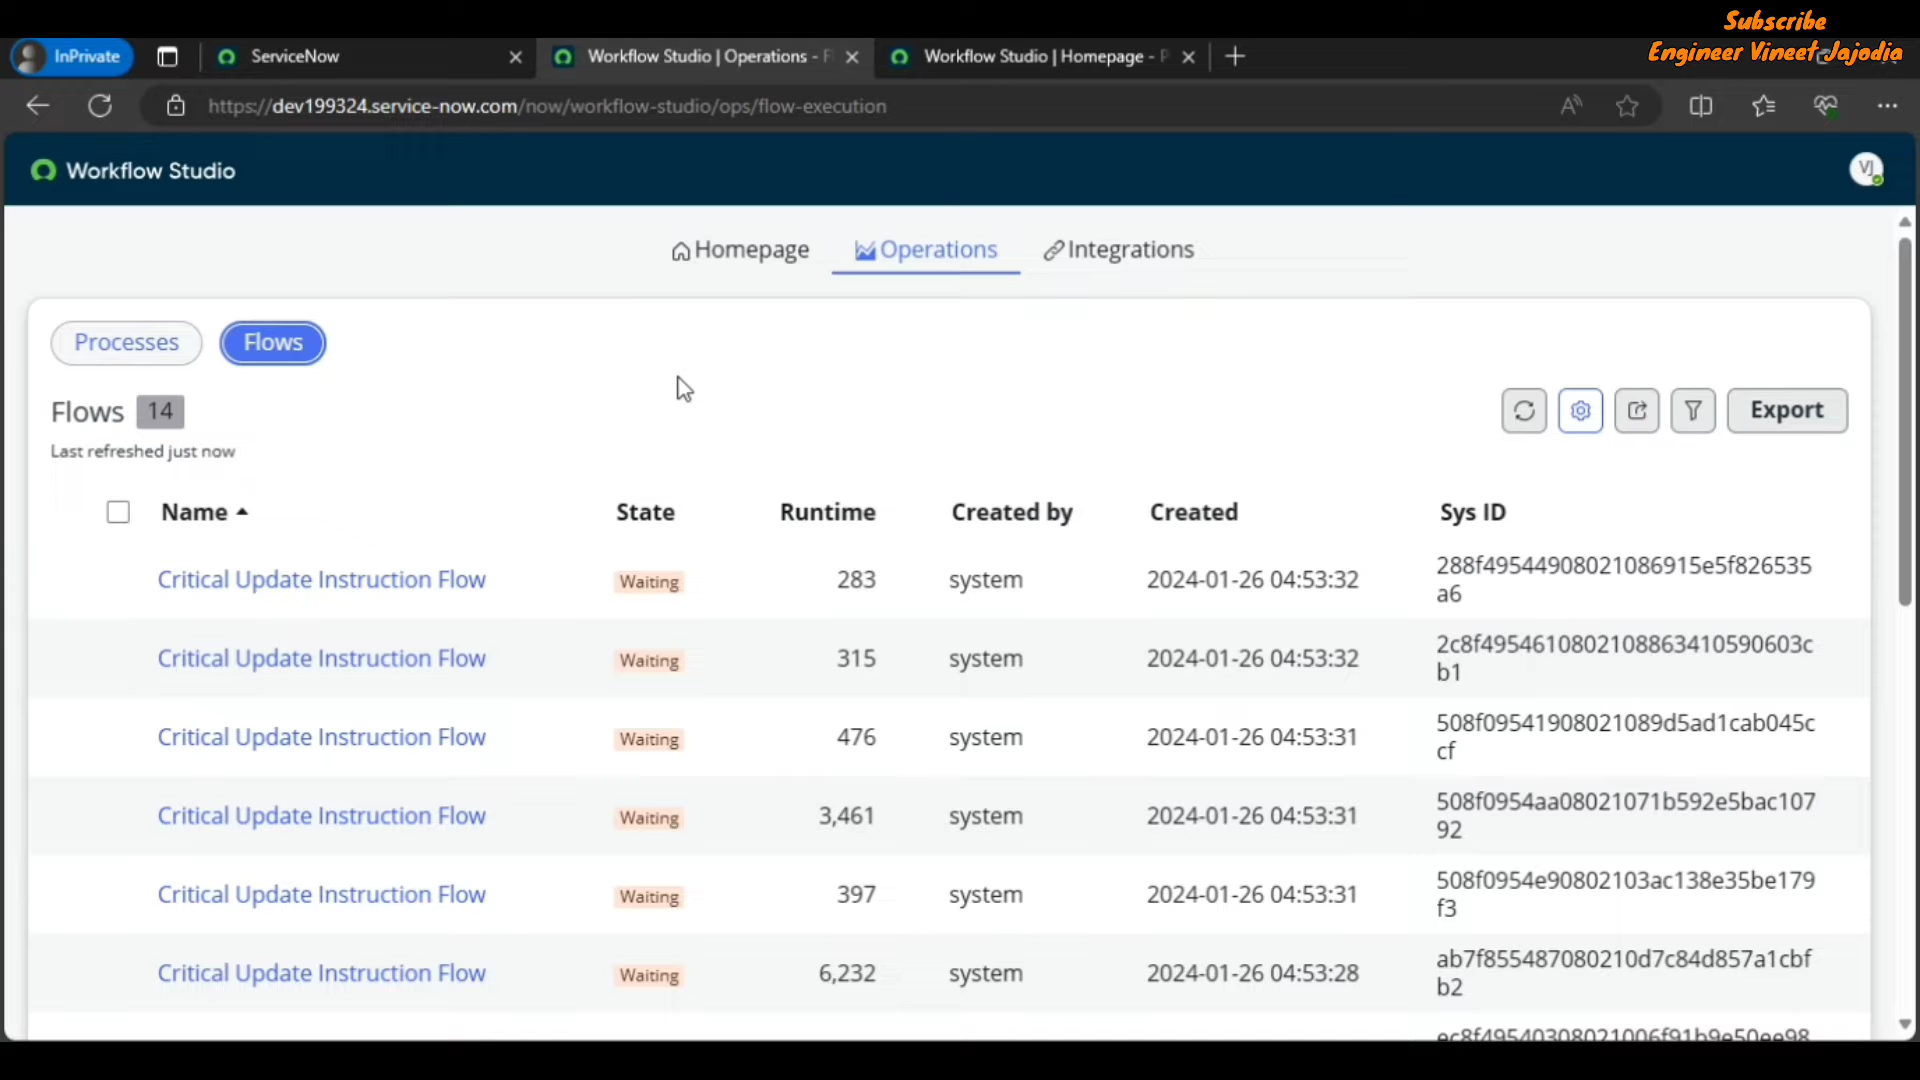 Subscribe
Engineer Vineet Jajodia
InPrivate
ServiceNow
Workflow Studio | Operations - F
Workflow Studio | Homepage - P
https://dev199324.service-now.com/now/workflow-studio/ops/flow-execution
Workflow Studio
VJ
Homepage
Operations
Integrations
Processes
Flows
Flows 14
Export
Last refreshed just now
Name State Runtime Created by Created Sys ID
Critical Update Instruction Flow Waiting 283 system 2024-01-26 04:53:32 288f49544908021086915e5f826535
a6
Critical Update Instruction Flow Waiting 315 system 2024-01-26 04:53:32 2c8f4954610802108863410590603c
b1
Critical Update Instruction Flow Waiting 476 system 2024-01-26 04:53:31 508f09541908021089d5ad1cab045c
cf
Critical Update Instruction Flow Waiting 3,461 system 2024-01-26 04:53:31 508f0954aa08021071b592e5bac107
92
Critical Update Instruction Flow Waiting 397 system 2024-01-26 04:53:31 508f0954e90802103ac138e35be179
f3
Critical Update Instruction Flow Waiting 6,232 system 2024-01-26 04:53:28 ab7f855487080210d7c84d857a1cbf
b2
ec8f49540308021006f91b9e50ee98